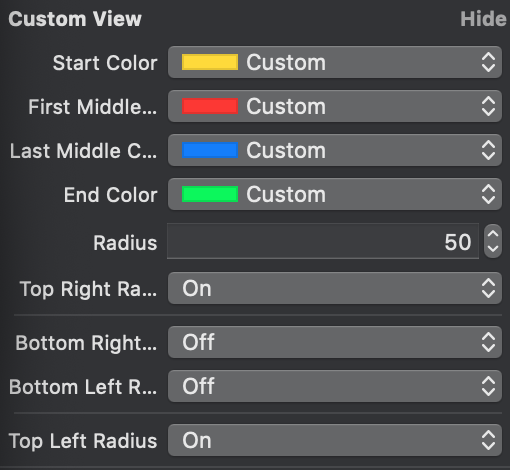 Custom View Hide
Start Color Custom
First Middle... Custom
Last Middle C... Custom
End Color Custom
Radius 50
Top Right Ra... On
Bottom Right... Off
Bottom Left R... Off
Top Left Radius On